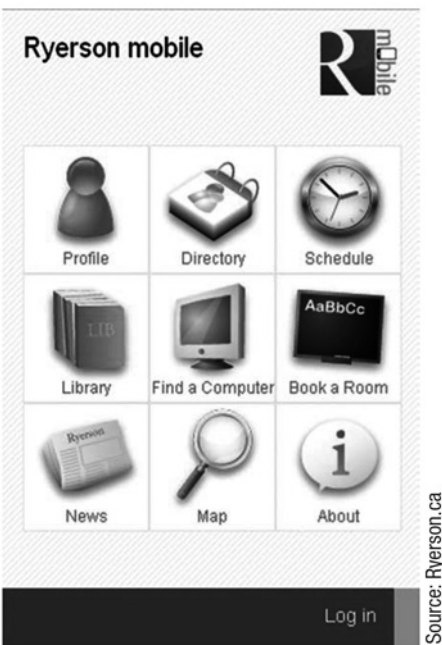 Ryerson mobile
R mobile
Profile Directory Schedule
LIB
AaBbCc
Library Find a Computer Book a Room
Ryerson
i
News Map About
Log in
Source: Ryerson.ca